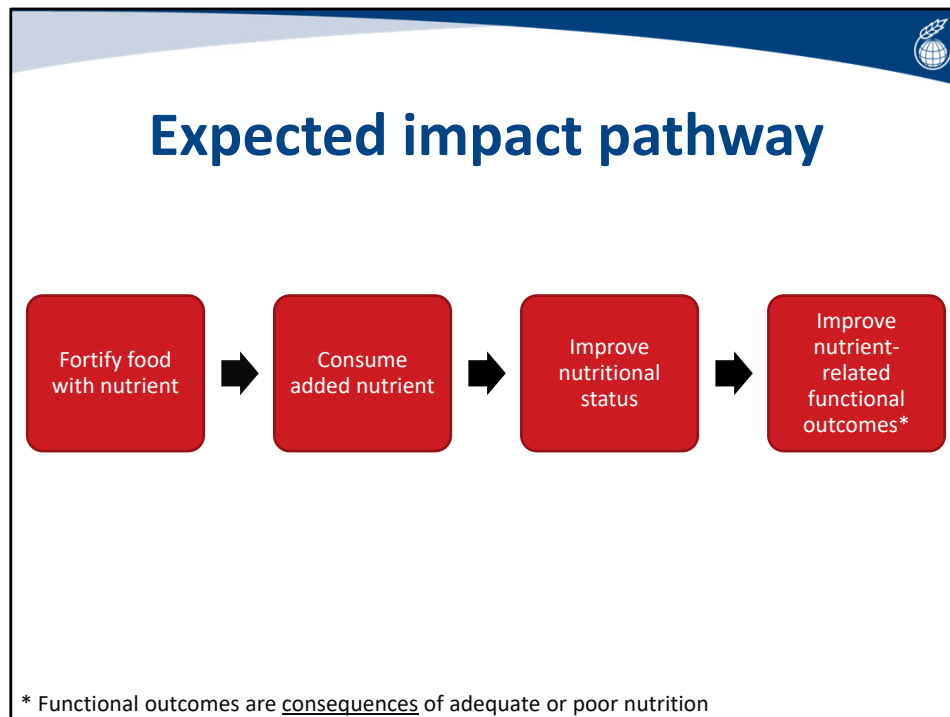 Expected impact pathway
Fortify food
with nutrient
Consume
added nutrient
Improve
nutritional
status
Improve
nutrient-
related
functional
outcomes*
* Functional outcomes are consequences of adequate or poor nutrition